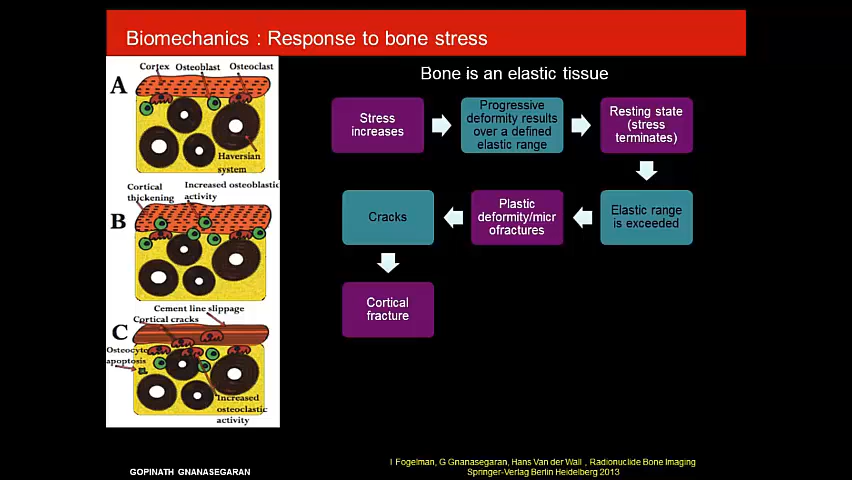 Biomechanics : Response to bone stress
Bone is an elastic tissue
A
Cortex
Osteoblast
Osteoclast
Haversian
system
B
Cortical
thickening
Increased osteoblastic
activity
C
Cement line slippage
Cortical cracks
Osteocyte
apoptosis
Increased
osteoclastic
activity
Stress
increases
Progressive
deformity results
over a defined
elastic range
Resting state
(stress
terminates)
Elastic range
is exceeded
Plastic
deformity/micr
ofractures
Cracks
Cortical
fracture
I Fogelman, G Gnanasegaran, Hans Van der Wall , Radionuclide Bone Imaging
Springer-Verlag Berlin Heidelberg 2013
GOPINATH GNANASEGARAN